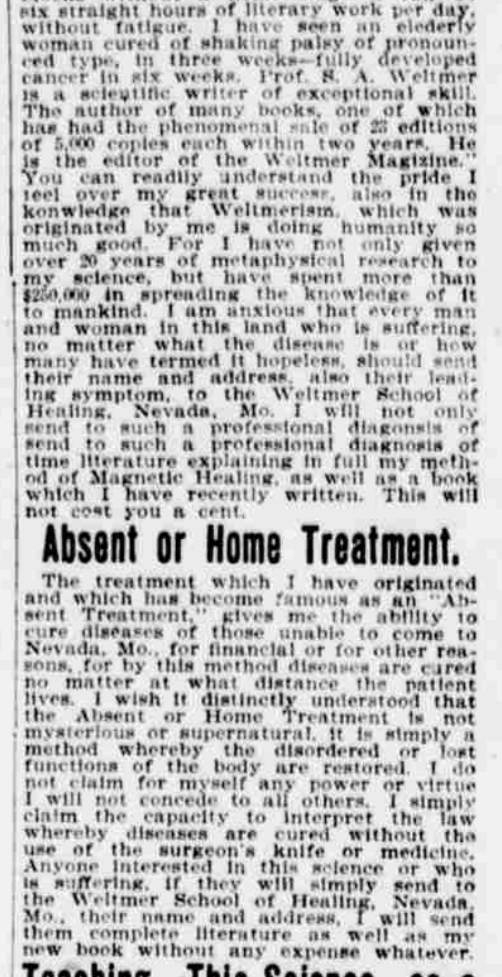 six straight hours of literary work per day,
without fatigue. I have seen an elederly
woman cured of shaking palsy of pronoun-
ced type, in three weeks—fully developed
cancer in six weeks. Prof. S. A. Weltmer
is a scientific writer of exceptional skill.
The author of many books, one of which
has had the phenomenal sale of 23 editions
of 5,000 copies each within two years. He
is the editor of the Weltmer Magizine."
You can readily understand the pride I
feel over my great success, also in the
konwledge that Weltmerism, which was
originated by me is doing humanity so
much good. For I have not only given
over 20 years of metaphysical research to
my science, but have spent more than
$250,000 in spreading the knowledge of it
to mankind. I am anxious that every man
and woman in this land who is suffering,
no matter what the disease is or how
many have termed it hopeless, should send
their name and address, also their lead-
ing symptom, to the Weltmer School of
Healing, Nevada, Mo. I will not only
send to such a professional diagonsis of
send to such a professional diagnosis of
time literature explaining in full my meth-
od of Magnetic Healing, as well as a book
which I have recently written. This will
not cost you a cent.
Absent or Home Treatment.
The treatment which I have originated
and which has become famous as an "Ab-
sent Treatment," gives me the ability to
cure diseases of those unable to come to
Nevada, Mo., for financial or for other rea-
sons, for by this method diseases are cured
no matter at what distance the patient
lives. I wish it distinctly understood that
the Absent or Home Treatment is not
mysterious or supernatural, it is simply a
method whereby the disordered or lost
functions of the body are restored. I do
not claim for myself any power or virtue
I will not concede to all others. I simply
claim the capacity to interpret the law
whereby diseases are cured without the
use of the surgeon's knife or medicine.
Anyone interested in this science or who
is suffering, if they will simply send to
the Weltmer School of Healing, Nevada,
Mo., their name and address, I will send
them complete literature as well as my
new book without any expense whatever.
Teaching This Science